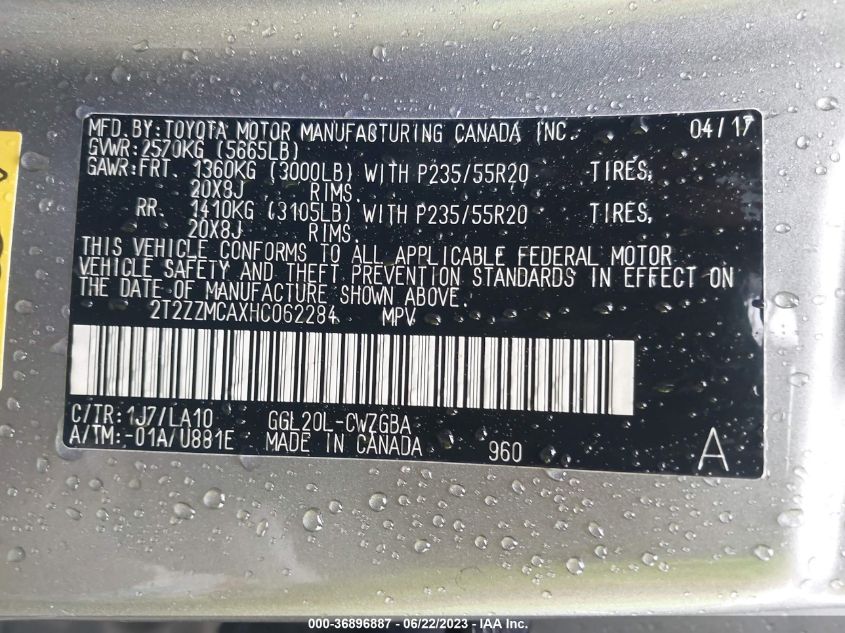 MFD.BY:TOYOTA MOTOR MANUFACTURING CANADA INC. 04/17
GVWR:2570KG (5665LB)
GAWR:FRT. 1360KG (3000LB) WITH P235/55R20 TIRES,
20X8J RIMS.
RR. 1410KG (3105LB) WITH P235/55R20 TIRES,
20X8J RIMS.
THIS VEHICLE CONFORMS TO ALL APPLICABLE FEDERAL MOTOR
VEHICLE SAFETY AND THEFT PREVENTION STANDARDS IN EFFECT ON
THE DATE OF MANUFACTURE SHOWN ABOVE.
2T2ZZMCAXHC062284 MPV
C/TR:1J7/LA10 GGL20L-CWZGBA
A/TM:-01A/U881E MADE IN CANADA 960 A
000-36896887 - 06/22/2023 - IAA Inc.